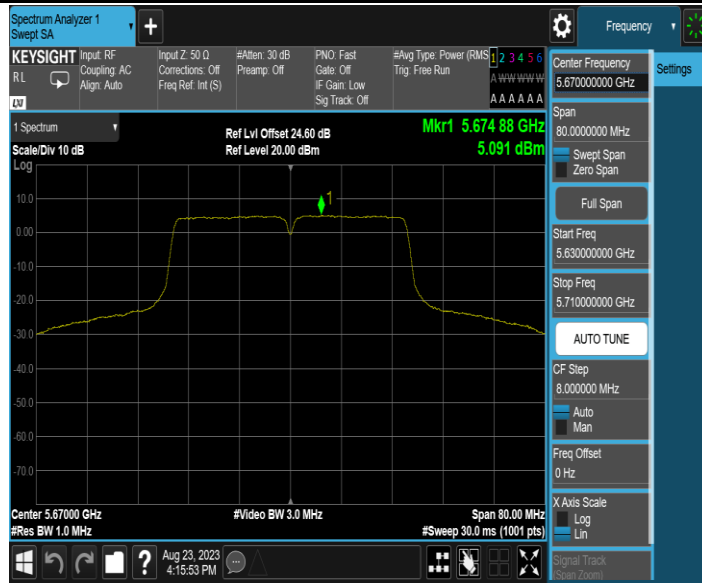 Spectrum Analyzer 1
Swept SA
Frequency
KEYSIGHT
RL
LXI
Input: RF
Coupling: AC
Align: Auto
Input Z: 50 Ω
Corrections: Off
Freq Ref: Int (S)
#Atten: 30 dB
Preamp: Off
PNO: Fast
Gate: Off
IF Gain: Low
Sig Track: Off
#Avg Type: Power (RMS
Trig: Free Run
1 2 3 4 5 6
A W W W W W
A A A A A A
1 Spectrum
Scale/Div 10 dB
Log
Ref Lvl Offset 24.60 dB
Ref Level 20.00 dBm
Mkr1 5.674 88 GHz
5.091 dBm
1
10.0
0.00
-10.0
-20.0
-30.0
-40.0
-50.0
-60.0
-70.0
Center 5.67000 GHz
#Res BW 1.0 MHz
#Video BW 3.0 MHz
Span 80.00 MHz
#Sweep 30.0 ms (1001 pts)
Center Frequency
5.670000000 GHz
Settings
Span
80.0000000 MHz
Swept Span
Zero Span
Full Span
Start Freq
5.630000000 GHz
Stop Freq
5.710000000 GHz
AUTO TUNE
CF Step
8.000000 MHz
Auto
Man
Freq Offset
0 Hz
X Axis Scale
Log
Lin
Signal Track
(Span Zoom)
?
Aug 23, 2023
4:15:53 PM